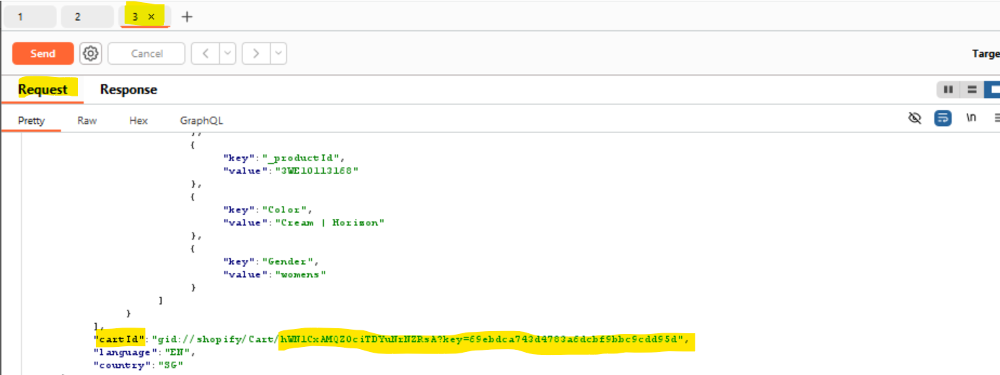 1 2 3 × +
Send Cancel < > Targe
Request Response
Pretty Raw Hex GraphQL \n
},
{
"key":"_productId",
"value":"3WE10113168"
},
{
"key":"Color",
"value":"Cream | Horizon"
},
{
"key":"Gender",
"value":"womens"
}
]
}
],
"cartId":"gid://shopify/Cart/hWN1CxAMQZ0ciTDYuNrNZRsA?key=69ebdca743d4783a6dcbf9bbc9cdd95d",
"language":"EN",
"country":"SG"